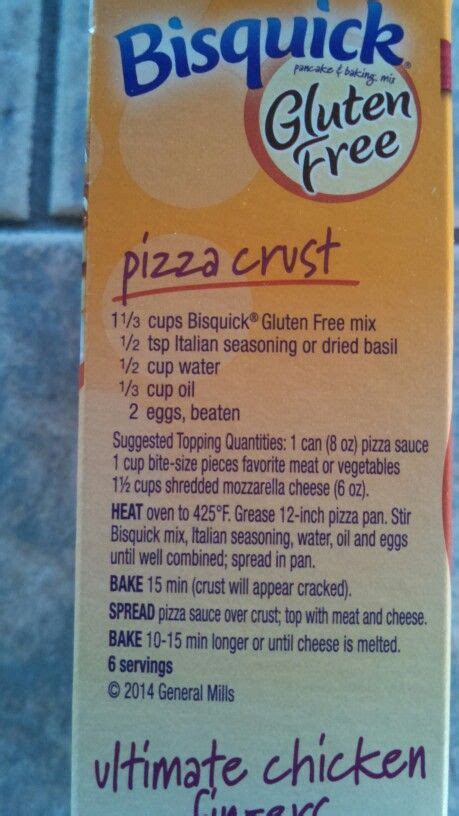 Bisquick®
pancake & baking mix
Gluten
Free
pizza crust
1 1/3 cups Bisquick® Gluten Free mix
1/2 tsp Italian seasoning or dried basil
1/2 cup water
1/3 cup oil
2 eggs, beaten
Suggested Topping Quantities: 1 can (8 oz) pizza sauce
1 cup bite-size pieces favorite meat or vegetables
1½ cups shredded mozzarella cheese (6 oz).
HEAT oven to 425°F. Grease 12-inch pizza pan. Stir
Bisquick mix, Italian seasoning, water, oil and eggs
until well combined; spread in pan.
BAKE 15 min (crust will appear cracked).
SPREAD pizza sauce over crust; top with meat and cheese.
BAKE 10-15 min longer or until cheese is melted.
6 servings
© 2014 General Mills
ultimate chicken
fingers